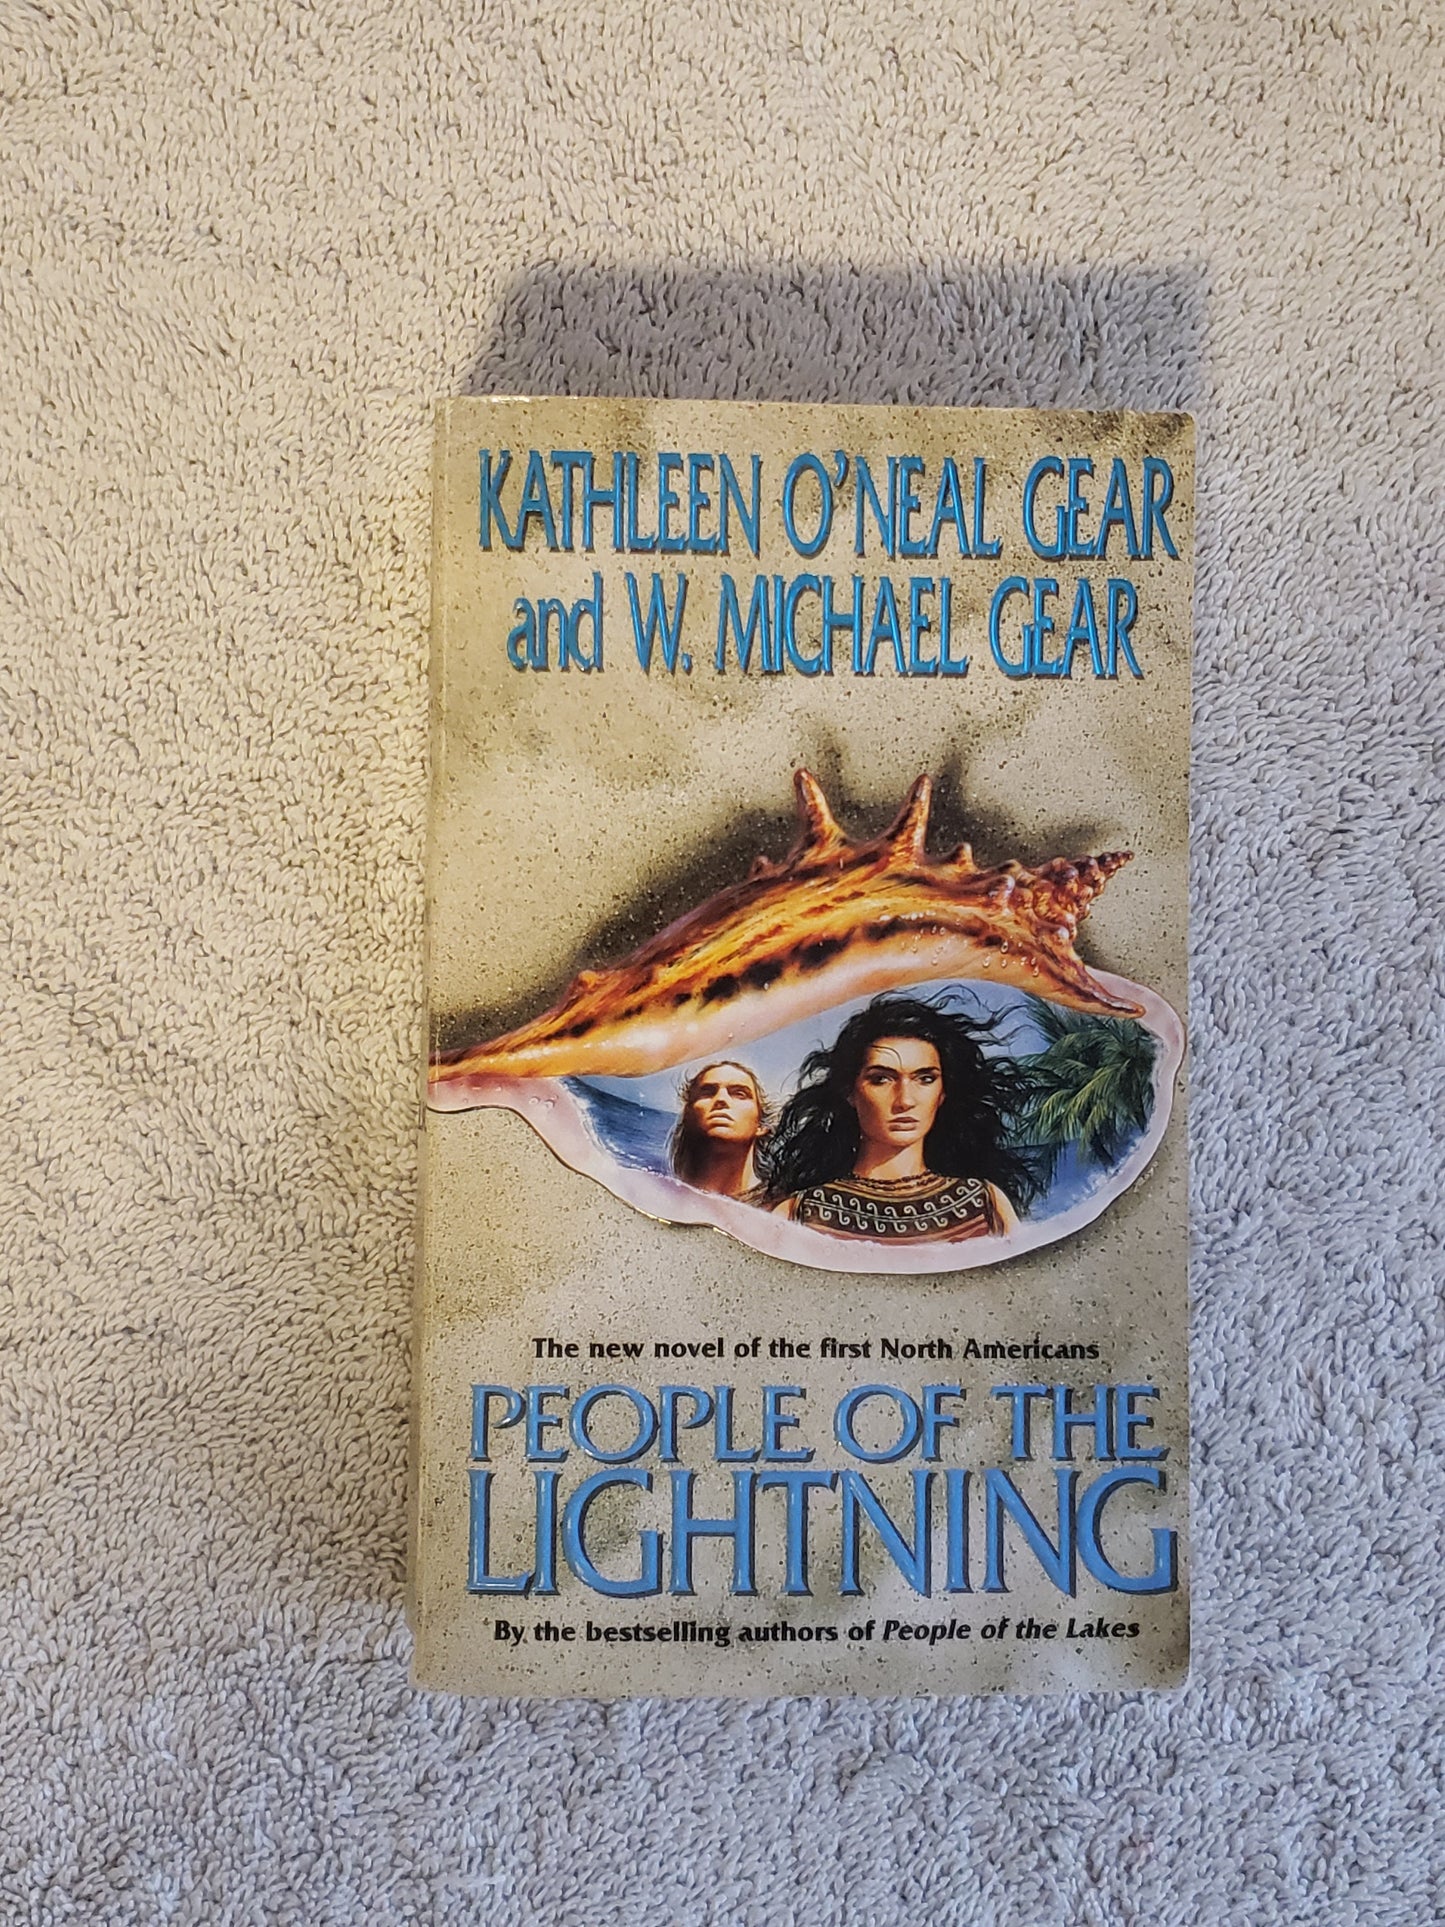 KATHLEEN O'NEAL GEAR
and W. MICHAEL GEAR
The new novel of the first North Americans
PEOPLE OF THE
LIGHTNING
By the bestselling authors of People of the Lakes